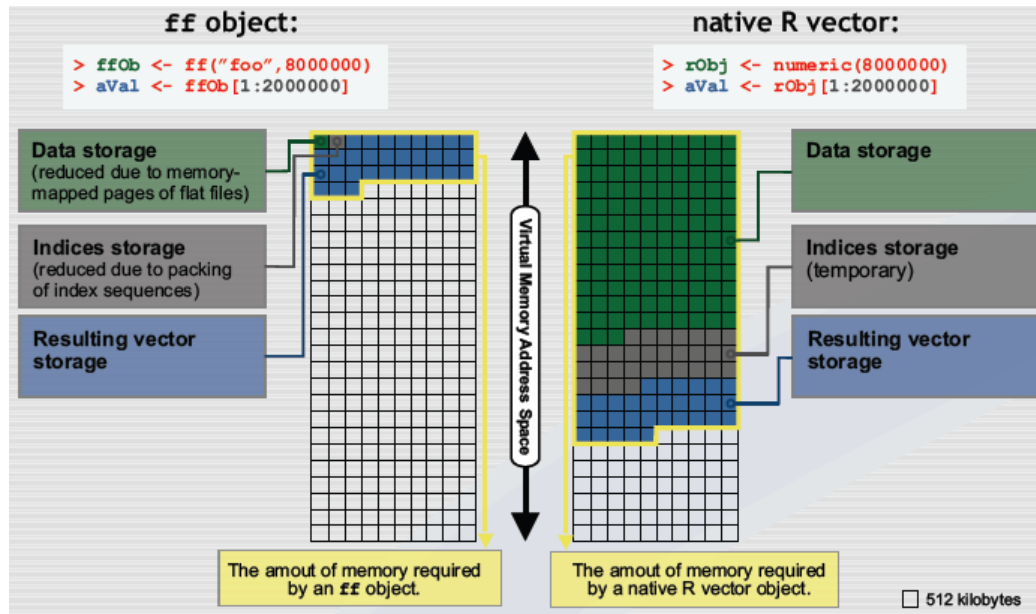 ff object:
> ffOb <- ff("foo",8000000)
> aVal <- ffOb[1:2000000]
native R vector:
> rObj <- numeric(8000000)
> aVal <- rObj[1:2000000]
Data storage
(reduced due to memory-
mapped pages of flat files)
Indices storage
(reduced due to packing
of index sequences)
Resulting vector
storage
Virtual Memory Address Space
Data storage
Indices storage
(temporary)
Resulting vector
storage
The amout of memory required
by an ff object.
The amout of memory required
by a native R vector object.
512 kilobytes